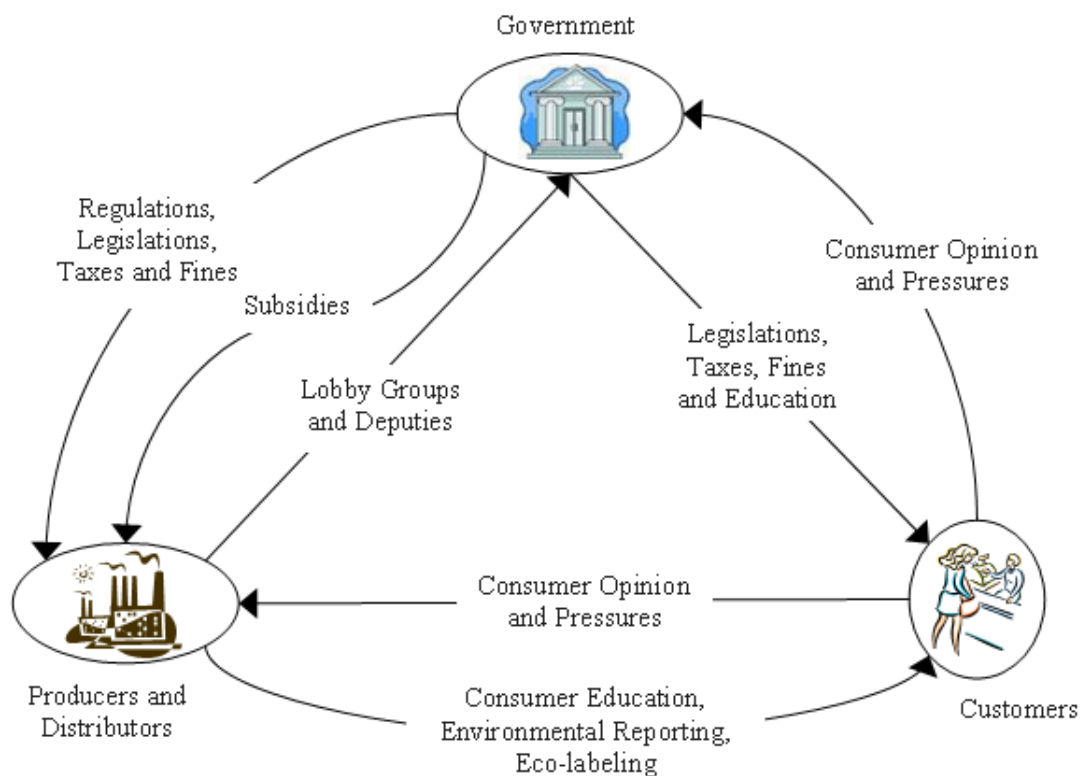 Government
Regulations,
Legislations,
Taxes and Fines
Subsidies
Lobby Groups
and Deputies
Legislations,
Taxes, Fines
and Education
Consumer Opinion
and Pressures
Consumer Opinion
and Pressures
Producers and
Distributors
Consumer Education,
Environmental Reporting,
Eco-labeling
Customers